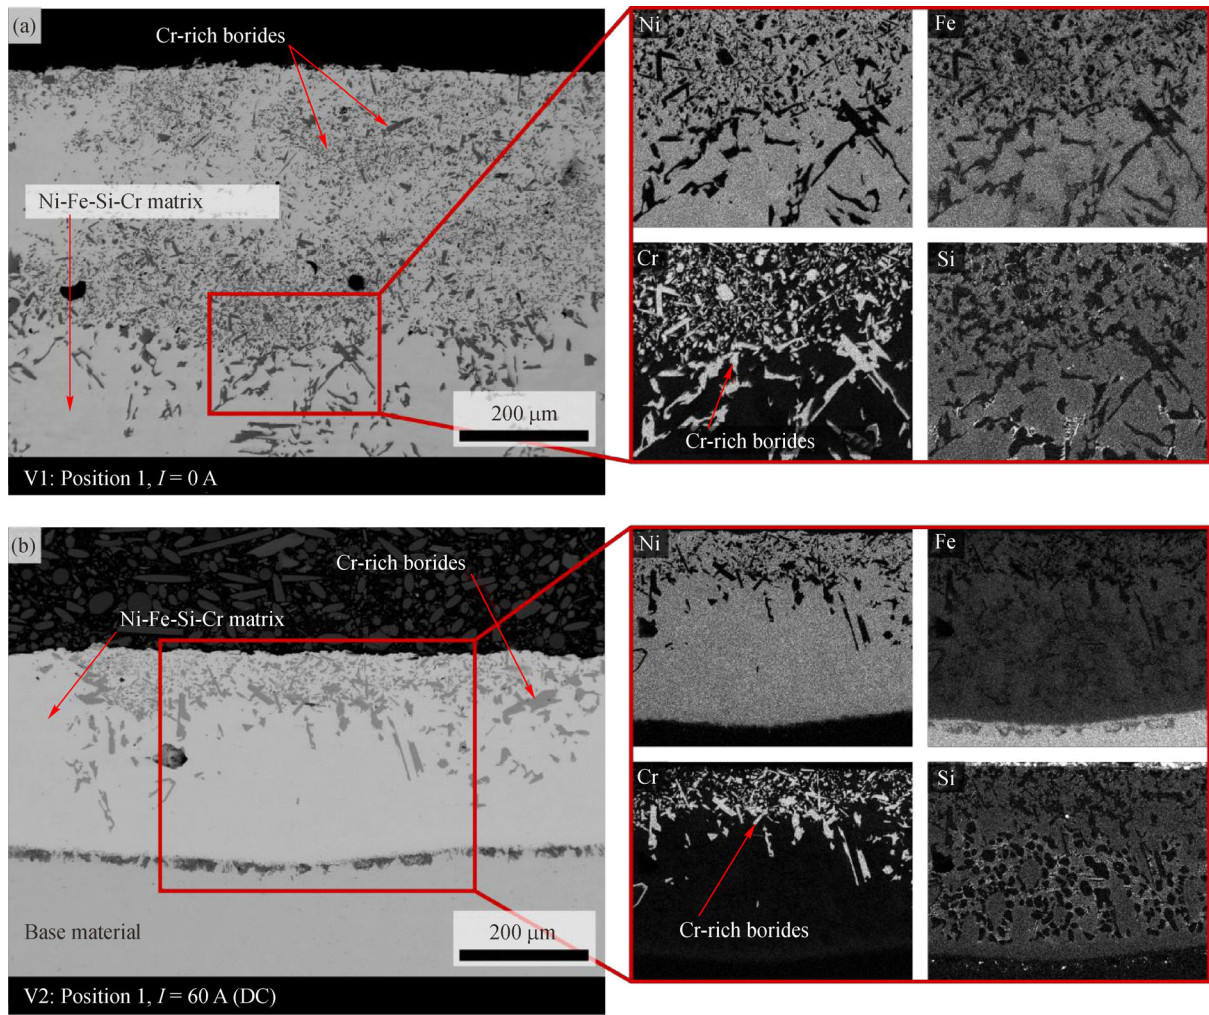 (a)
Cr-rich borides
Ni-Fe-Si-Cr matrix
200 μm
V1: Position 1, I = 0 A
Ni
Fe
Cr
Si
Cr-rich borides
(b)
Cr-rich borides
Ni-Fe-Si-Cr matrix
Base material
200 μm
V2: Position 1, I = 60 A (DC)
Ni
Fe
Cr
Si
Cr-rich borides